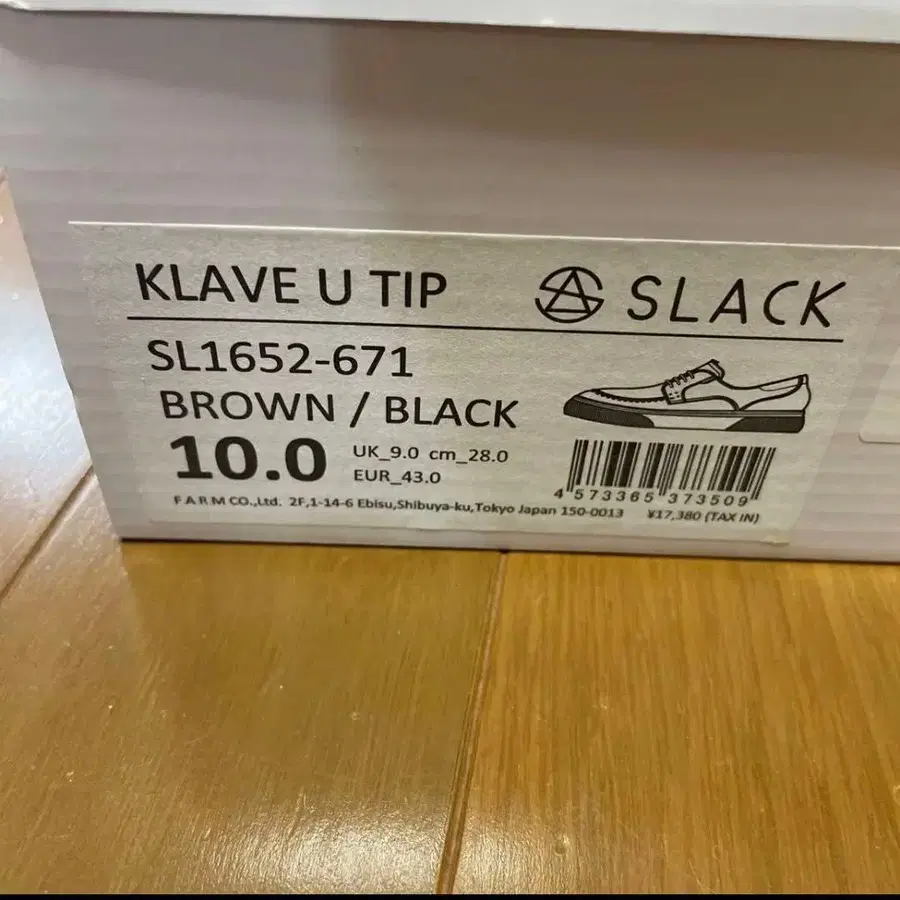 KLAVE U TIP
SLACK
SL1652-671
BROWN / BLACK
10.0
UK_9.0 cm_28.0
EUR_43.0
4 573365 373509
FARM CO.,Ltd. 2F,1-14-6 Ebisu,Shibuya-ku,Tokyo Japan 150-0013 ¥17,380 (TAX IN)